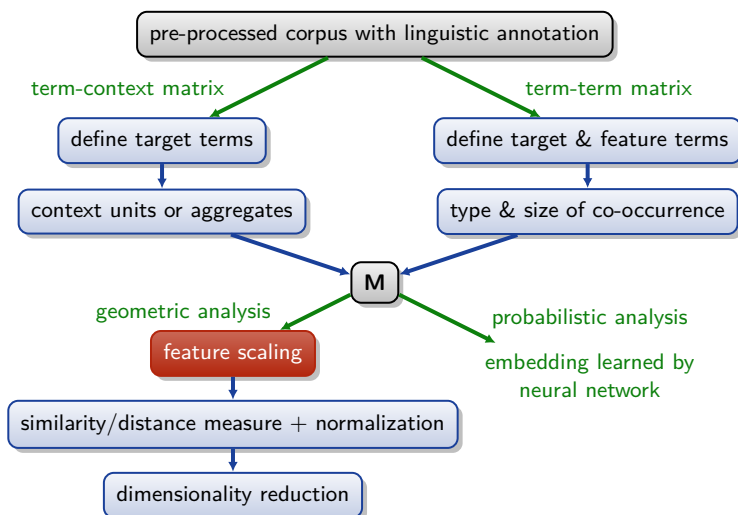 pre-processed corpus with linguistic annotation
term-context matrix
term-term matrix
define target terms
define target & feature terms
context units or aggregates
type & size of co-occurrence
M
geometric analysis
probabilistic analysis
feature scaling
embedding learned by
neural network
similarity/distance measure + normalization
dimensionality reduction